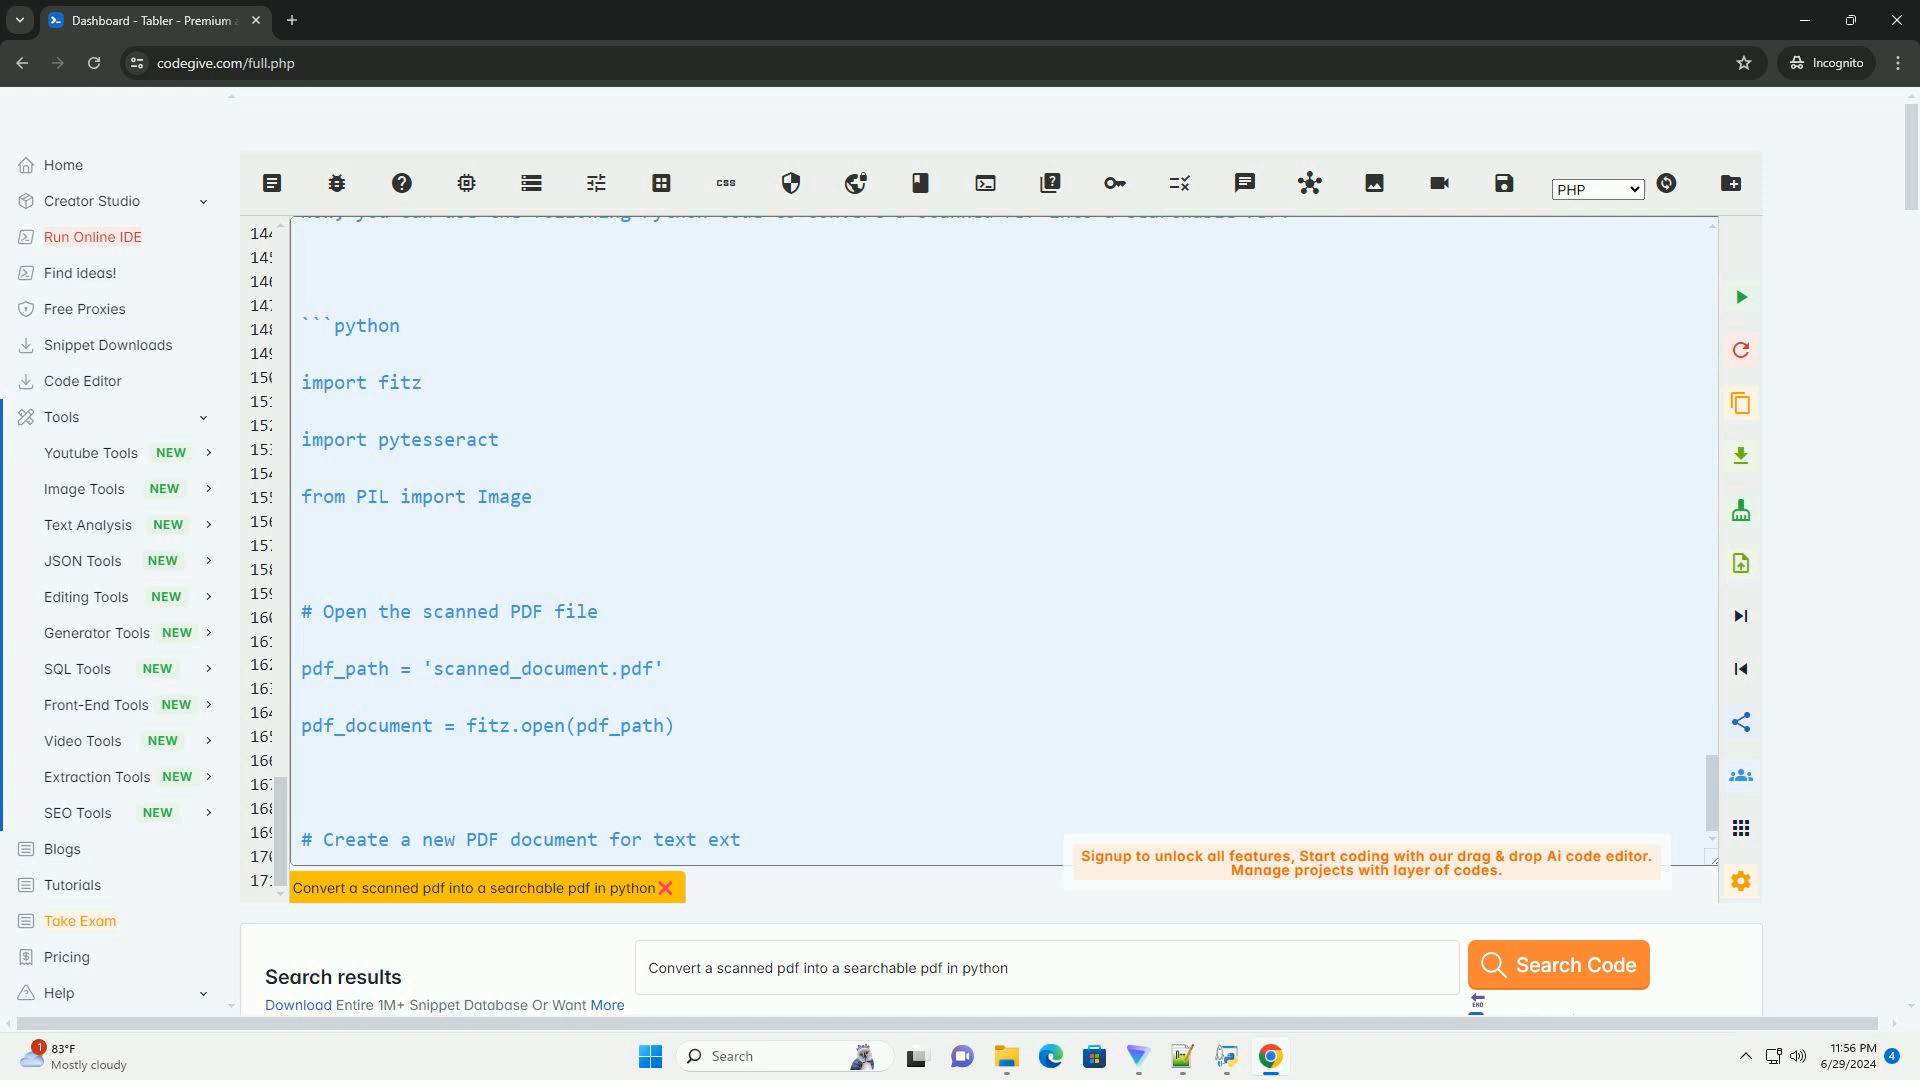 Dashboard - Tabler - Premium
codegive.com/full.php
Incognito
Home
Creator Studio
Run Online IDE
Find ideas!
Free Proxies
Snippet Downloads
Code Editor
Tools
Youtube Tools NEW
Image Tools NEW
Text Analysis NEW
JSON Tools NEW
Editing Tools NEW
Generator Tools NEW
SQL Tools NEW
Front-End Tools NEW
Video Tools NEW
Extraction Tools NEW
SEO Tools NEW
Blogs
Tutorials
Take Exam
Pricing
Help
css
PHP
```python
import fitz
import pytesseract
from PIL import Image
# Open the scanned PDF file
pdf_path = 'scanned_document.pdf'
pdf_document = fitz.open(pdf_path)
# Create a new PDF document for text ext
Signup to unlock all features, Start coding with our drag & drop Ai code editor.
Manage projects with layer of codes.
Convert a scanned pdf into a searchable pdf in python
Search results
Convert a scanned pdf into a searchable pdf in python
Search Code
Download Entire 1M+ Snippet Database Or Want More
END
1
83°F
Mostly cloudy
Search
11:56 PM
6/29/2024
4